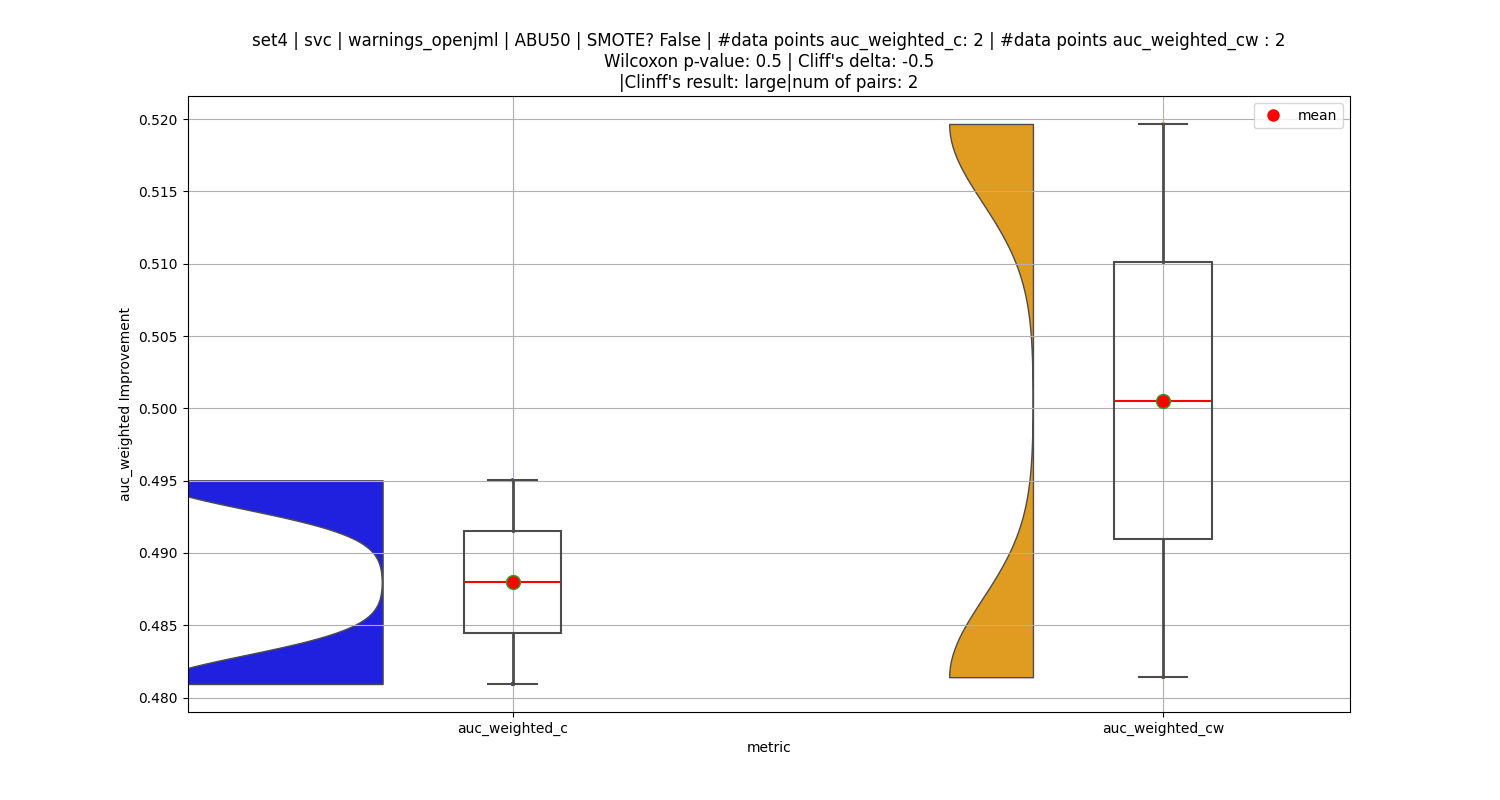 set4 | svc | warnings_openjml | ABU50 | SMOTE? False | #data points auc_weighted_c: 2 | #data points auc_weighted_cw : 2
Wilcoxon p-value: 0.5 | Cliff's delta: -0.5
|Clinff's result: large|num of pairs: 2
mean
0.520
0.515
0.510
0.505
0.500
0.495
0.490
0.485
0.480
auc_weighted Improvement
auc_weighted_c
auc_weighted_cw
metric